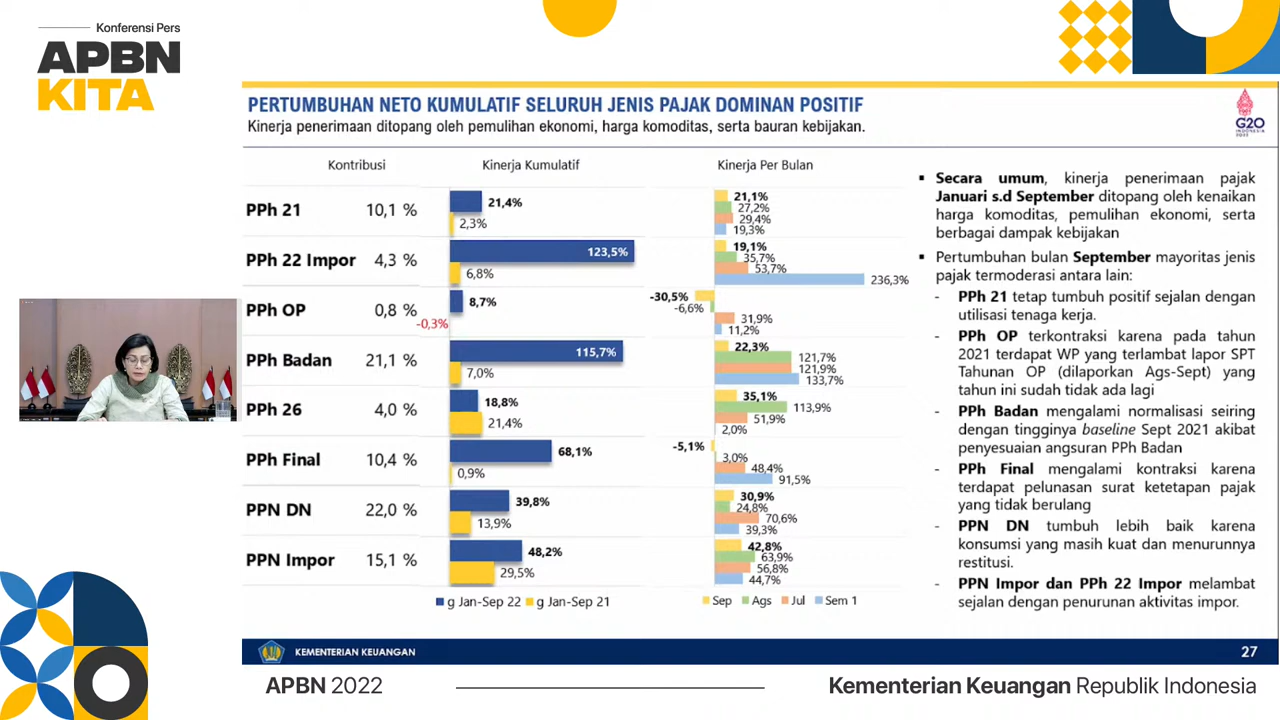 Konferensi Pers
APBN
KITA
PERTUMBUHAN NETO KUMULATIF SELURUH JENIS PAJAK DOMINAN POSITIF
Kinerja penerimaan ditopang oleh pemulihan ekonomi, harga komoditas, serta bauran kebijakan.
G20
Kontribusi
Kinerja Kumulatif
Kinerja Per Bulan
PPh 21 10,1 %
21,4%
2,3%
21,1%
27,2%
29,4%
19,3%
PPh 22 Impor 4,3 %
123,5%
6,8%
19,1%
35,7%
53,7%
236,3%
PPh OP 0,8 %
8,7%
-0,3%
-30,5%
-6,6%
31,9%
11,2%
PPh Badan 21,1 %
115,7%
7,0%
22,3%
121,7%
121,9%
133,7%
PPh 26 4,0 %
18,8%
21,4%
35,1%
113,9%
51,9%
2,0%
PPh Final 10,4 %
68,1%
0,9%
-5,1%
3,0%
48,4%
91,5%
PPN DN 22,0 %
39,8%
13,9%
30,9%
24,8%
70,6%
39,3%
PPN Impor 15,1 %
48,2%
29,5%
42,8%
63,9%
56,8%
44,7%
g Jan-Sep 22 g Jan-Sep 21
Sep Ags Jul Sem 1
▪ Secara umum, kinerja penerimaan pajak
Januari s.d September ditopang oleh kenaikan
harga komoditas, pemulihan ekonomi, serta
berbagai dampak kebijakan
▪ Pertumbuhan bulan September mayoritas jenis
pajak termoderasi antara lain:
- PPh 21 tetap tumbuh positif sejalan dengan
utilisasi tenaga kerja.
- PPh OP terkontraksi karena pada tahun
2021 terdapat WP yang terlambat lapor SPT
Tahunan OP (dilaporkan Ags-Sept) yang
tahun ini sudah tidak ada lagi
- PPh Badan mengalami normalisasi seiring
dengan tingginya baseline Sept 2021 akibat
penyesuaian angsuran PPh Badan
- PPh Final mengalami kontraksi karena
terdapat pelunasan surat ketetapan pajak
yang tidak berulang
- PPN DN tumbuh lebih baik karena
konsumsi yang masih kuat dan menurunnya
restitusi.
- PPN Impor dan PPh 22 Impor melambat
sejalan dengan penurunan aktivitas impor.
KEMENTERIAN KEUANGAN
27
APBN 2022
Kementerian Keuangan Republik Indonesia